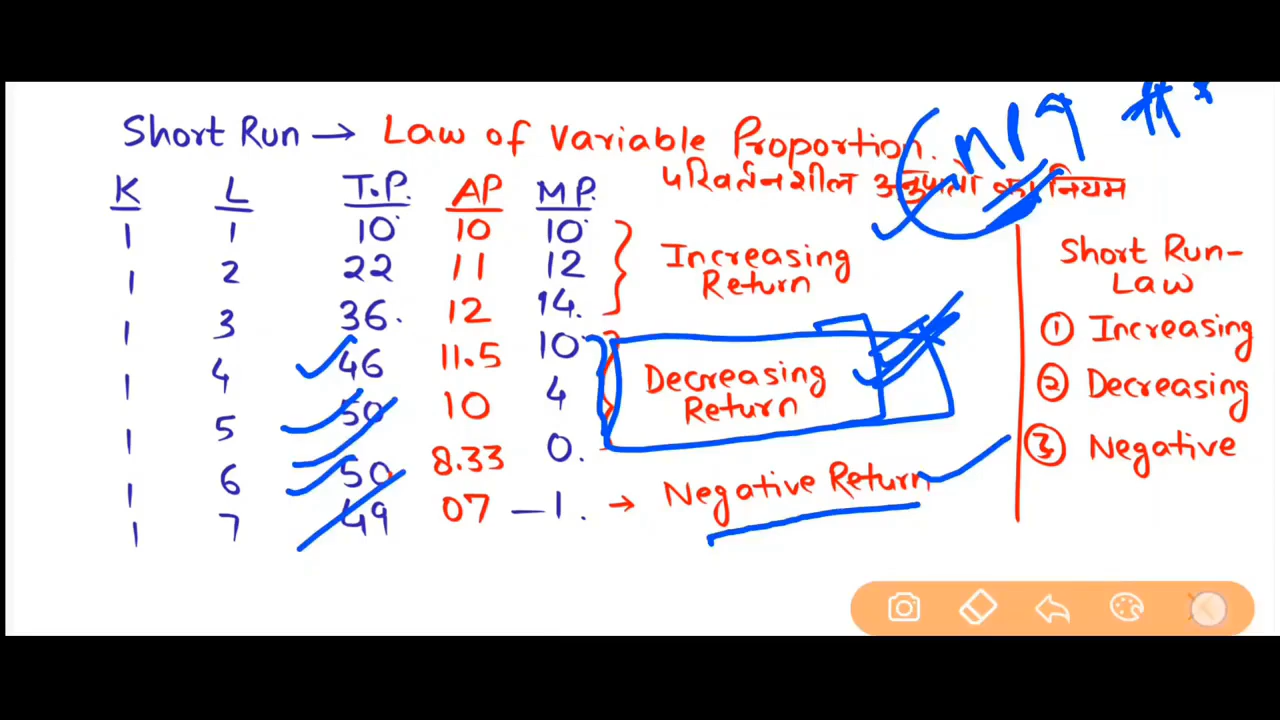 Short Run → Law of Variable Proportion.
परिवर्तनशील अनुपातों का नियम
K L T.P. AP M P.
1 1 10 10 10
1 2 22 11 12
1 3 36. 12 14.
1 4 46 11.5 10
1 5 50 10 4
1 6 50 8.33 0.
1 7 49 07 —1.
Increasing
Return
Decreasing
Return
→ Negative Return
Short Run-
Law
① Increasing
② Decreasing
③ Negative